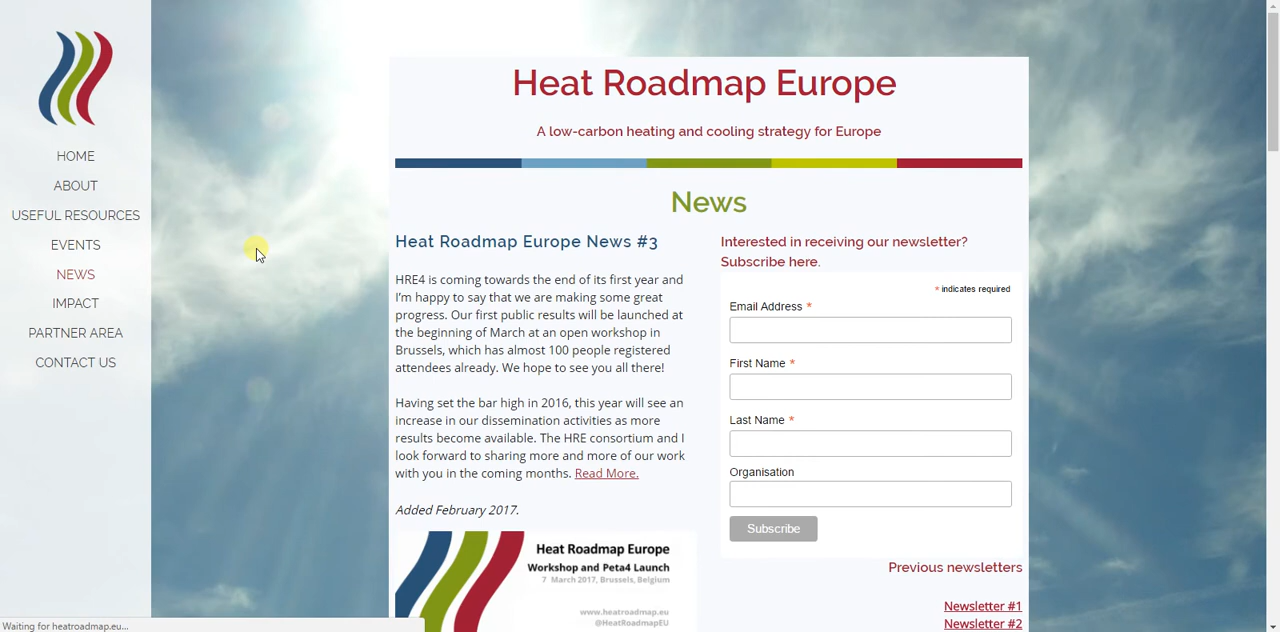 HOME
ABOUT
USEFUL RESOURCES
EVENTS
NEWS
IMPACT
PARTNER AREA
CONTACT US
Heat Roadmap Europe
A low-carbon heating and cooling strategy for Europe
News
Heat Roadmap Europe News #3
HRE4 is coming towards the end of its first year and
I'm happy to say that we are making some great
progress. Our first public results will be launched at
the beginning of March at an open workshop in
Brussels, which has almost 100 people registered
attendees already. We hope to see you all there!
Having set the bar high in 2016, this year will see an
increase in our dissemination activities as more
results become available. The HRE consortium and I
look forward to sharing more and more of our work
with you in the coming months. Read More.
Added February 2017.
Heat Roadmap Europe
Workshop and Peta4 Launch
7 March 2017, Brussels, Belgium
www.heatroadmap.eu
@HeatRoadmapEU
Interested in receiving our newsletter?
Subscribe here.
* indicates required
Email Address *
First Name *
Last Name *
Organisation
Subscribe
Previous newsletters
Newsletter #1
Newsletter #2
Waiting for heatroadmap.eu...